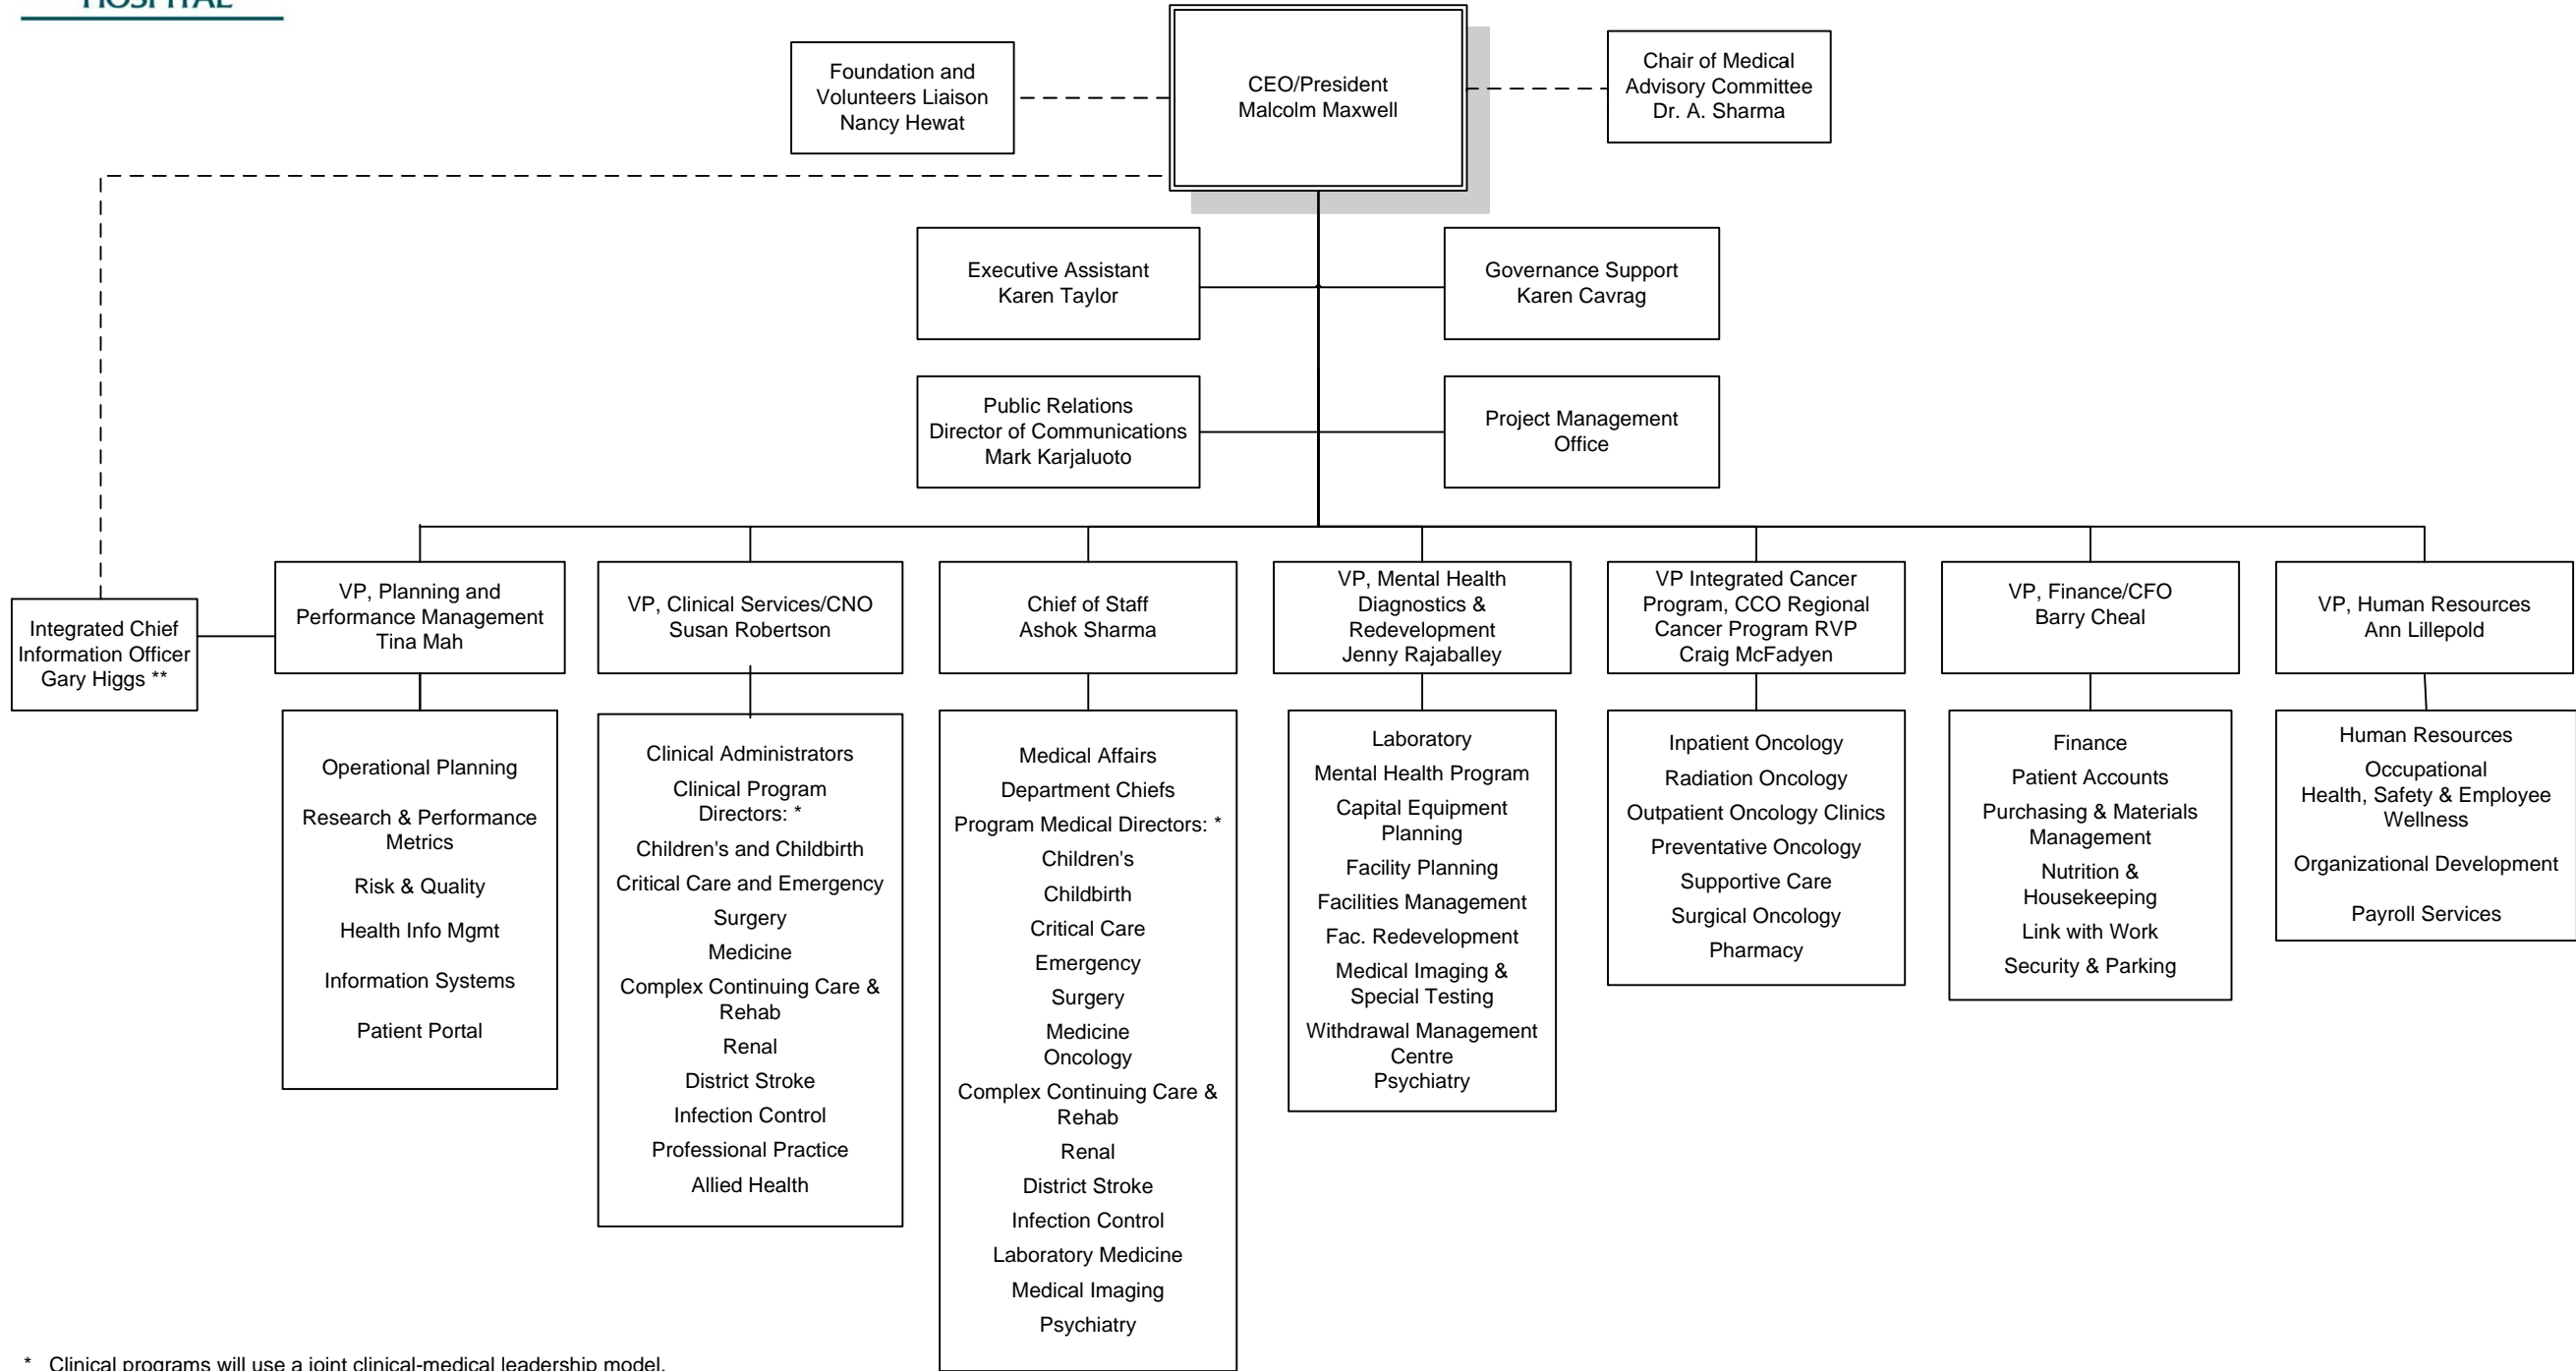 HOSPITAL
Foundation and
Volunteers Liaison
Nancy Hewat
CEO/President
Malcolm Maxwell
Chair of Medical
Advisory Committee
Dr. A. Sharma
Executive Assistant
Karen Taylor
Governance Support
Karen Cavrag
Public Relations
Director of Communications
Mark Karjaluoto
Project Management
Office
Integrated Chief
Information Officer
Gary Higgs **
VP, Planning and
Performance Management
Tina Mah
VP, Clinical Services/CNO
Susan Robertson
Chief of Staff
Ashok Sharma
VP, Mental Health
Diagnostics &
Redevelopment
Jenny Rajaballey
VP Integrated Cancer
Program, CCO Regional
Cancer Program RVP
Craig McFadyen
VP, Finance/CFO
Barry Cheal
VP, Human Resources
Ann Lillepold
Operational Planning
Research & Performance
Metrics
Risk & Quality
Health Info Mgmt
Information Systems
Patient Portal
Clinical Administrators
Clinical Program
Directors: *
Children's and Childbirth
Critical Care and Emergency
Surgery
Medicine
Complex Continuing Care &
Rehab
Renal
District Stroke
Infection Control
Professional Practice
Allied Health
Medical Affairs
Department Chiefs
Program Medical Directors: *
Children's
Childbirth
Critical Care
Emergency
Surgery
Medicine
Oncology
Complex Continuing Care &
Rehab
Renal
District Stroke
Infection Control
Laboratory Medicine
Medical Imaging
Psychiatry
Laboratory
Mental Health Program
Capital Equipment
Planning
Facility Planning
Facilities Management
Fac. Redevelopment
Medical Imaging &
Special Testing
Withdrawal Management
Centre
Psychiatry
Inpatient Oncology
Radiation Oncology
Outpatient Oncology Clinics
Preventative Oncology
Supportive Care
Surgical Oncology
Pharmacy
Finance
Patient Accounts
Purchasing & Materials
Management
Nutrition &
Housekeeping
Link with Work
Security & Parking
Human Resources
Occupational
Health, Safety & Employee
Wellness
Organizational Development
Payroll Services
* Clinical programs will use a joint clinical-medical leadership model.